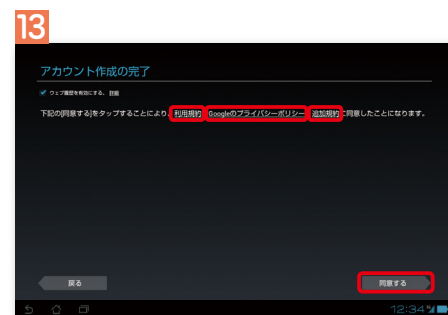 13
アカウント作成の完了
ウェブ履歴を有効にする。 詳細
下記の[同意する]をタップすることにより、利用規約、Googleのプライバシーポリシー、追加規約に同意したことになります。
戻る
同意する
12:34